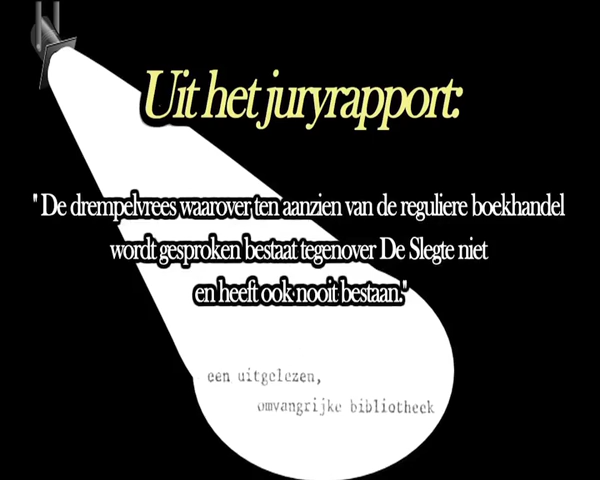 Uit het juryrapport:
" De drempelvrees waarover ten aanzien van de reguliere boekhandel
wordt gesproken bestaat tegenover De Slegte niet
en heeft ook nooit bestaan."
een uitgelezen,
omvangrijke bibliotheek